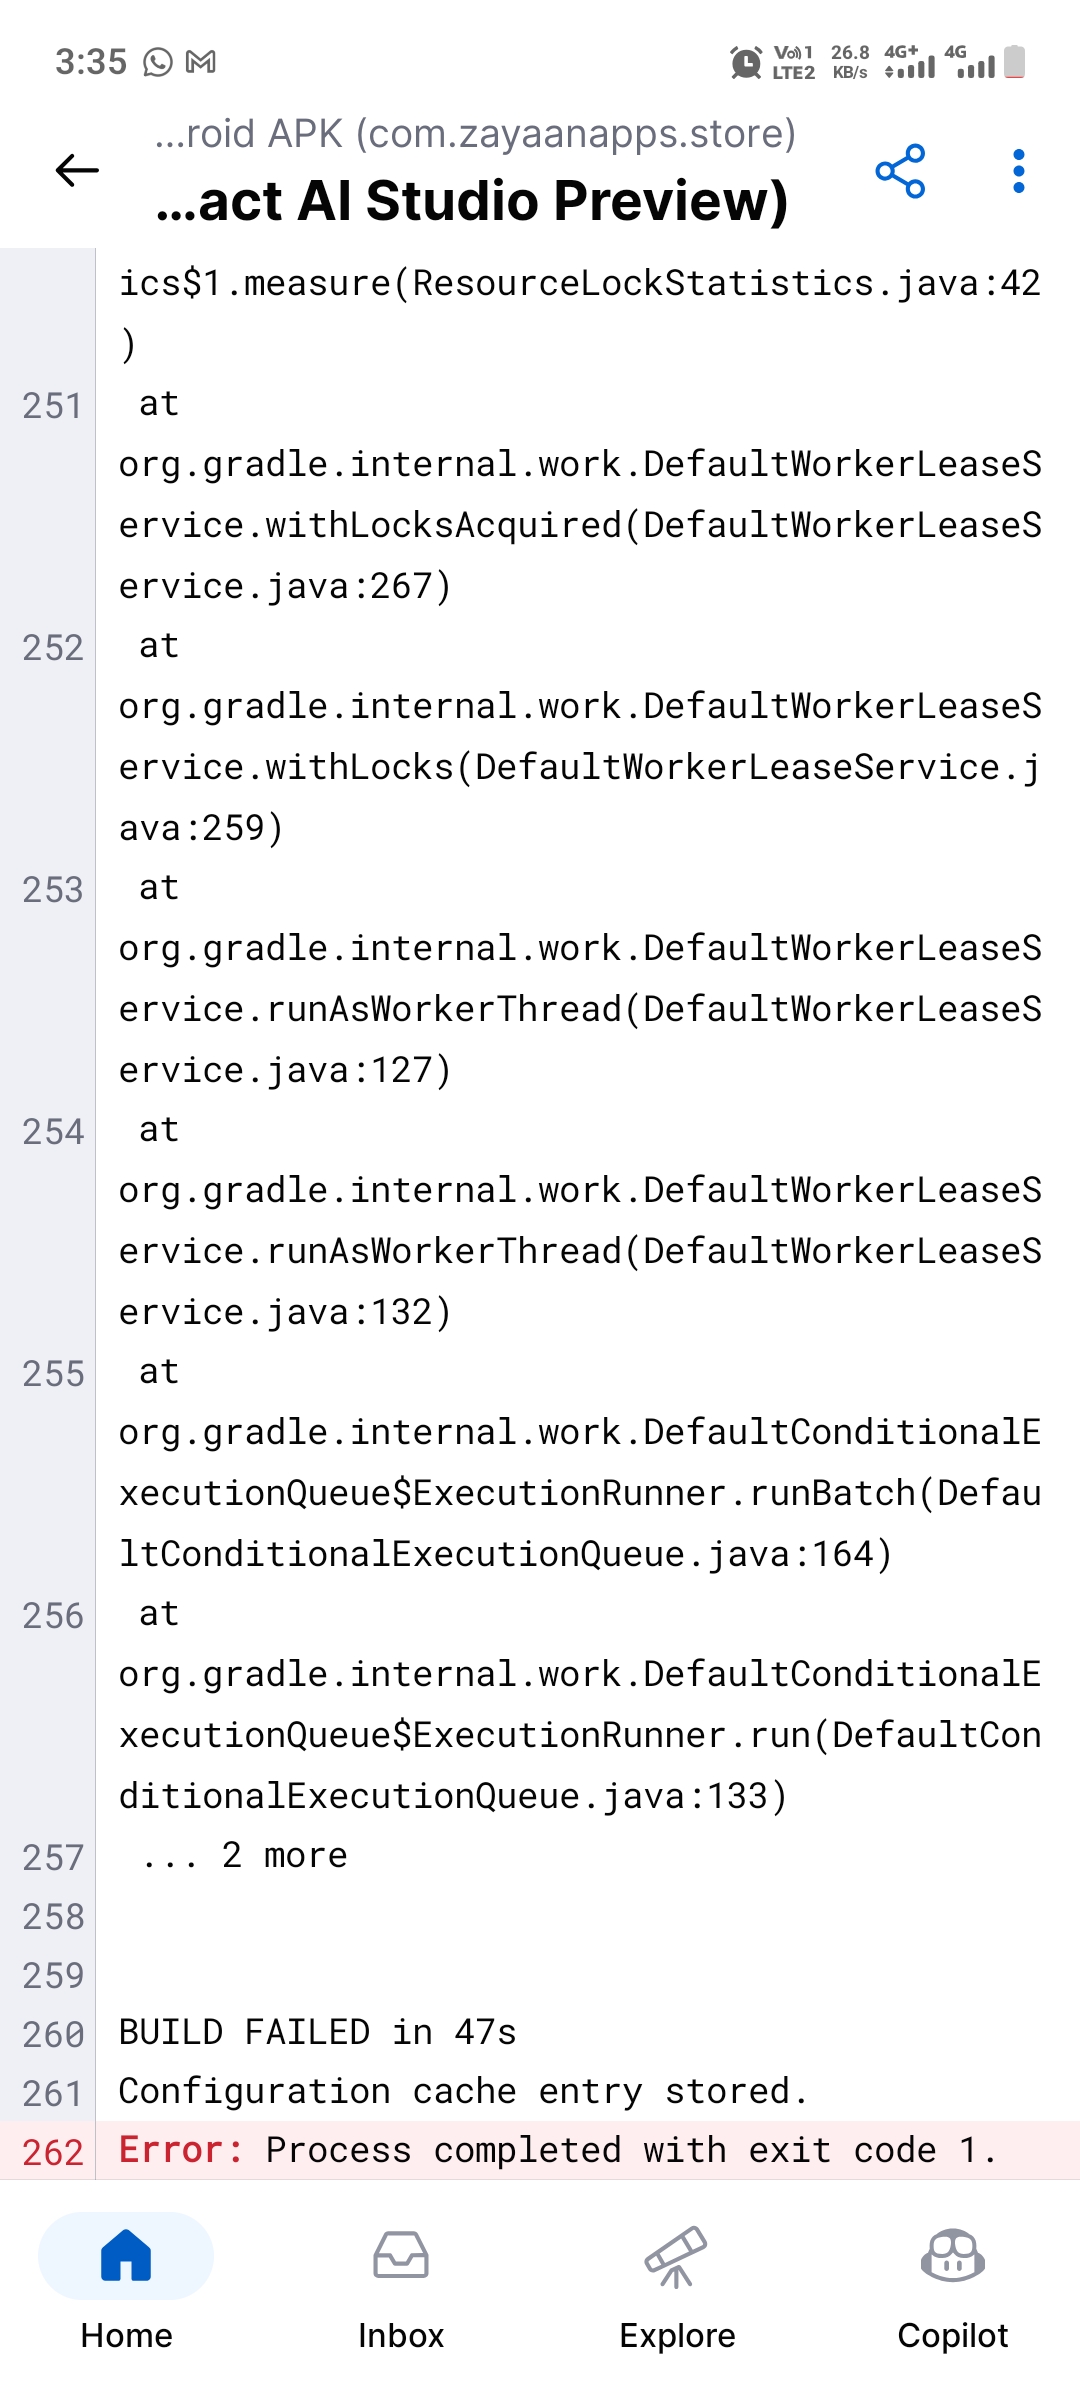 3:35
Vo)) 1
LTE2
26.8
KB/s
4G+
4G
...roid APK (com.zayaanapps.store)
...act AI Studio Preview)
ics$1.measure(ResourceLockStatistics.java:42
)
251 at
org.gradle.internal.work.DefaultWorkerLeaseS
ervice.withLocksAcquired(DefaultWorkerLeaseS
ervice.java:267)
252 at
org.gradle.internal.work.DefaultWorkerLeaseS
ervice.withLocks(DefaultWorkerLeaseService.j
ava:259)
253 at
org.gradle.internal.work.DefaultWorkerLeaseS
ervice.runAsWorkerThread(DefaultWorkerLeaseS
ervice.java:127)
254 at
org.gradle.internal.work.DefaultWorkerLeaseS
ervice.runAsWorkerThread(DefaultWorkerLeaseS
ervice.java:132)
255 at
org.gradle.internal.work.DefaultConditionalE
xecutionQueue$ExecutionRunner.runBatch(Defau
ltConditionalExecutionQueue.java:164)
256 at
org.gradle.internal.work.DefaultConditionalE
xecutionQueue$ExecutionRunner.run(DefaultCon
ditionalExecutionQueue.java:133)
257 ... 2 more
258
259
260 BUILD FAILED in 47s
261 Configuration cache entry stored.
262 Error: Process completed with exit code 1.
Home
Inbox
Explore
Copilot